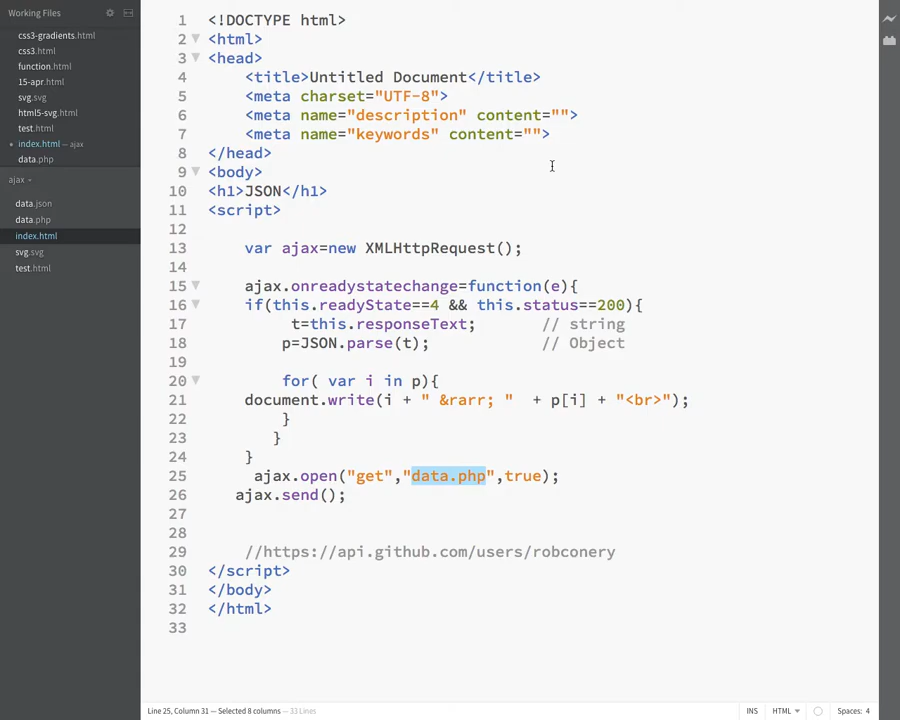 Working Files
css3-gradients.html
css3.html
function.html
15-apr.html
svg.svg
html5-svg.html
test.html
index.html — ajax
data.php
ajax
data.json
data.php
index.html
svg.svg
test.html
1 <!DOCTYPE html>
2 <html>
3 <head>
4 <title>Untitled Document</title>
5 <meta charset="UTF-8">
6 <meta name="description" content="">
7 <meta name="keywords" content="">
8 </head>
9 <body>
10 <h1>JSON</h1>
11 <script>
12
13 var ajax=new XMLHttpRequest();
14
15 ajax.onreadystatechange=function(e){
16 if(this.readyState==4 && this.status==200){
17 t=this.responseText; // string
18 p=JSON.parse(t); // Object
19
20 for( var i in p){
21 document.write(i + " &rarr; " + p[i] + "<br>");
22 }
23 }
24 }
25 ajax.open("get","data.php",true);
26 ajax.send();
27
28
29 //https://api.github.com/users/robconery
30 </script>
31 </body>
32 </html>
33
Line 25, Column 31 — Selected 8 columns — 33 Lines
INS HTML Spaces: 4